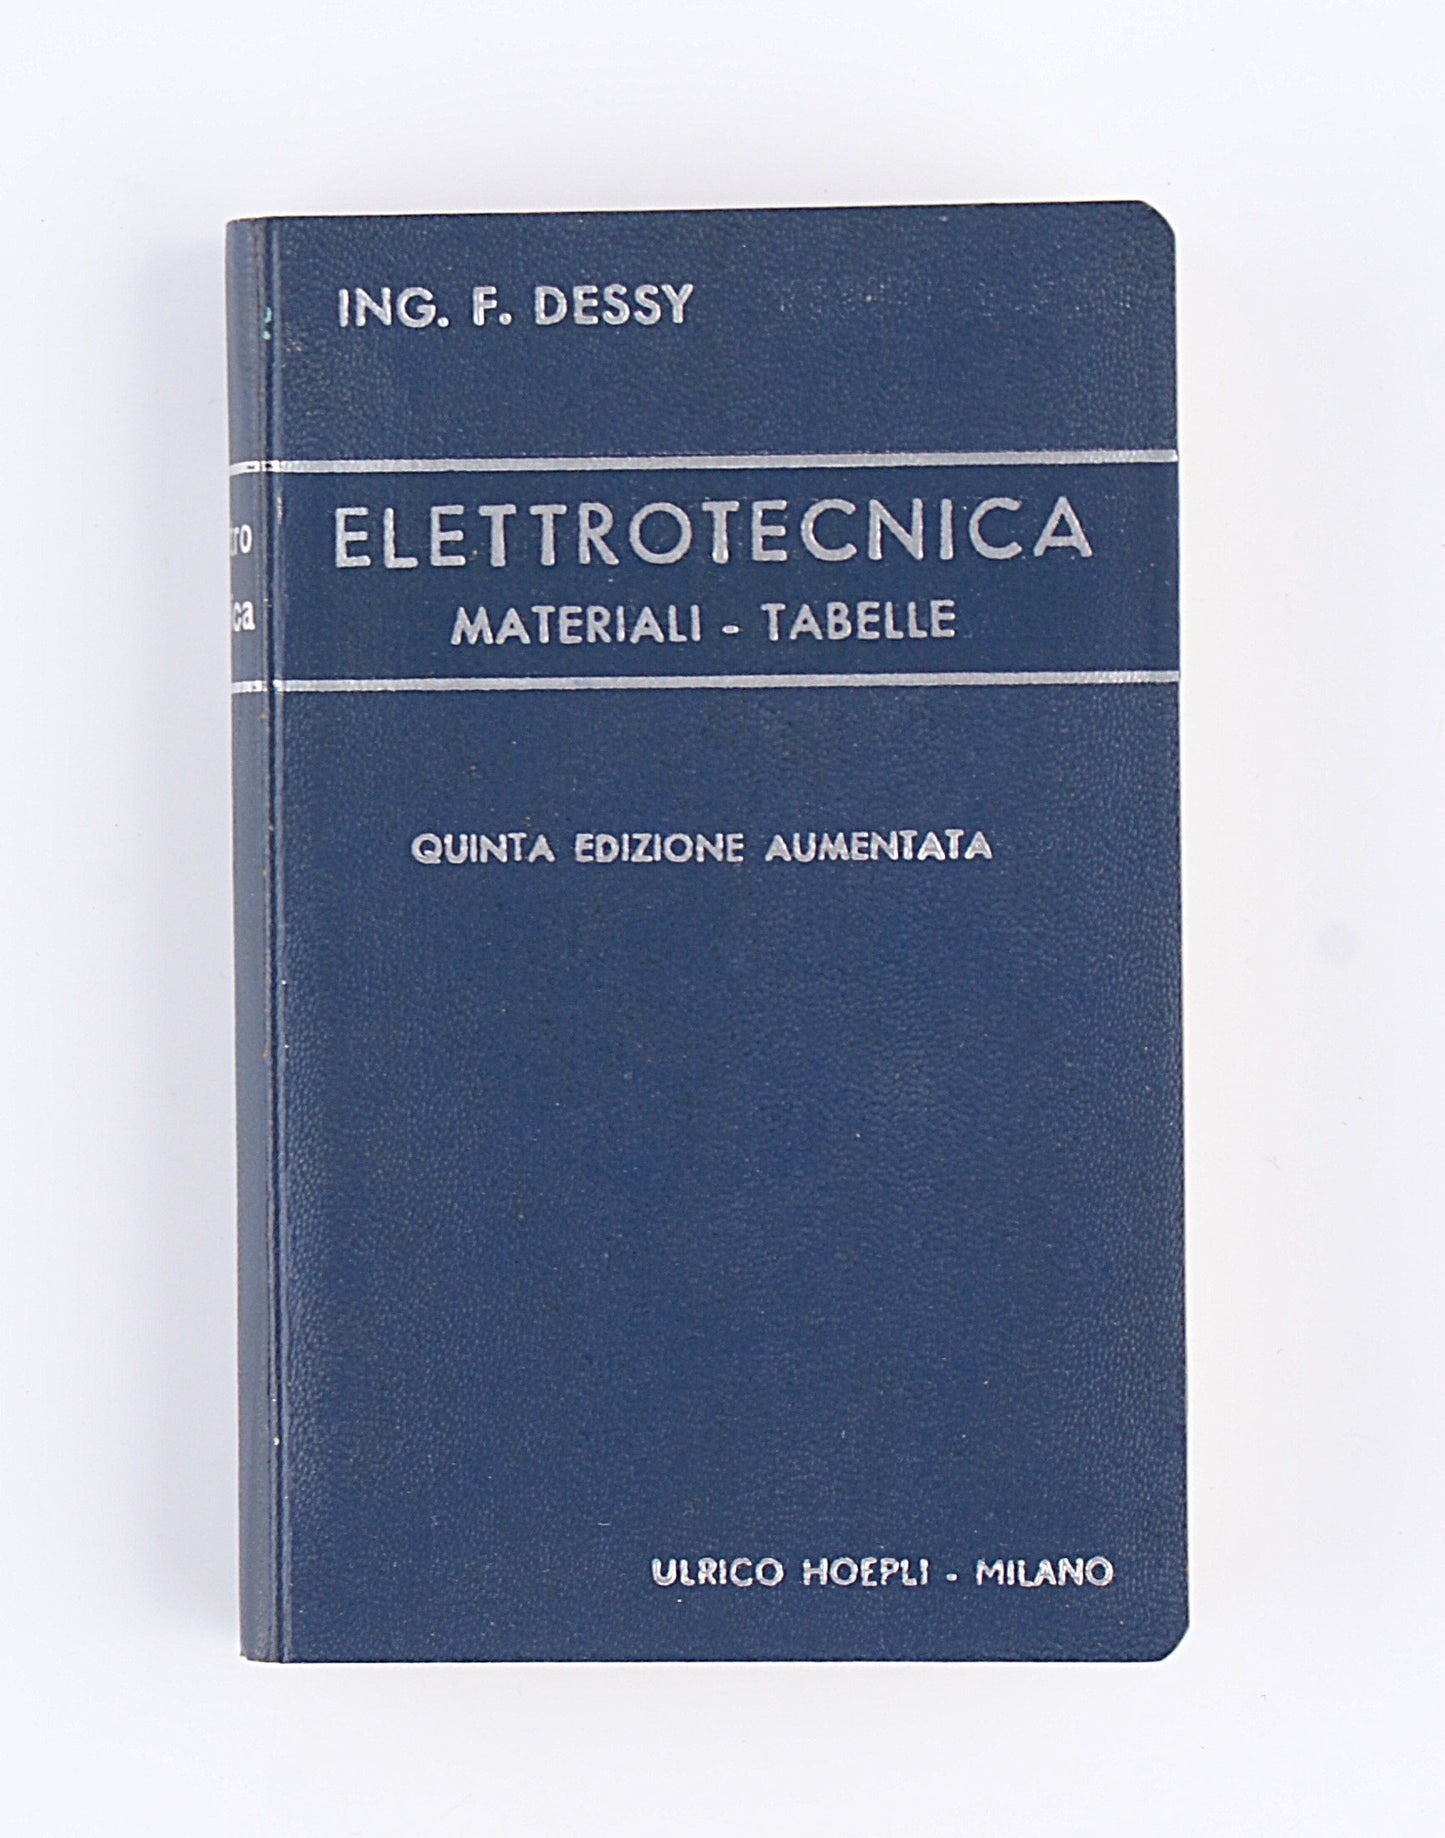 ING. F. DESSY
ELETTROTECNICA
MATERIALI - TABELLE
QUINTA EDIZIONE AUMENTATA
ULRICO HOEPLI - MILANO